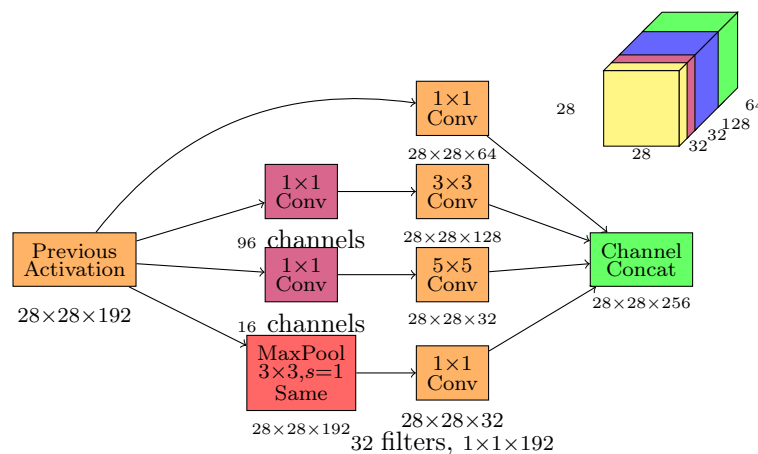 1×1
Conv
28×28×64
1×1
Conv
96 channels
3×3
Conv
28×28×128
Previous
Activation
28×28×192
1×1
Conv
16 channels
5×5
Conv
28×28×32
Channel
Concat
28×28×256
MaxPool
3×3,s=1
Same
28×28×192
1×1
Conv
28×28×32
32 filters, 1×1×192
28
28
32
32
128
64